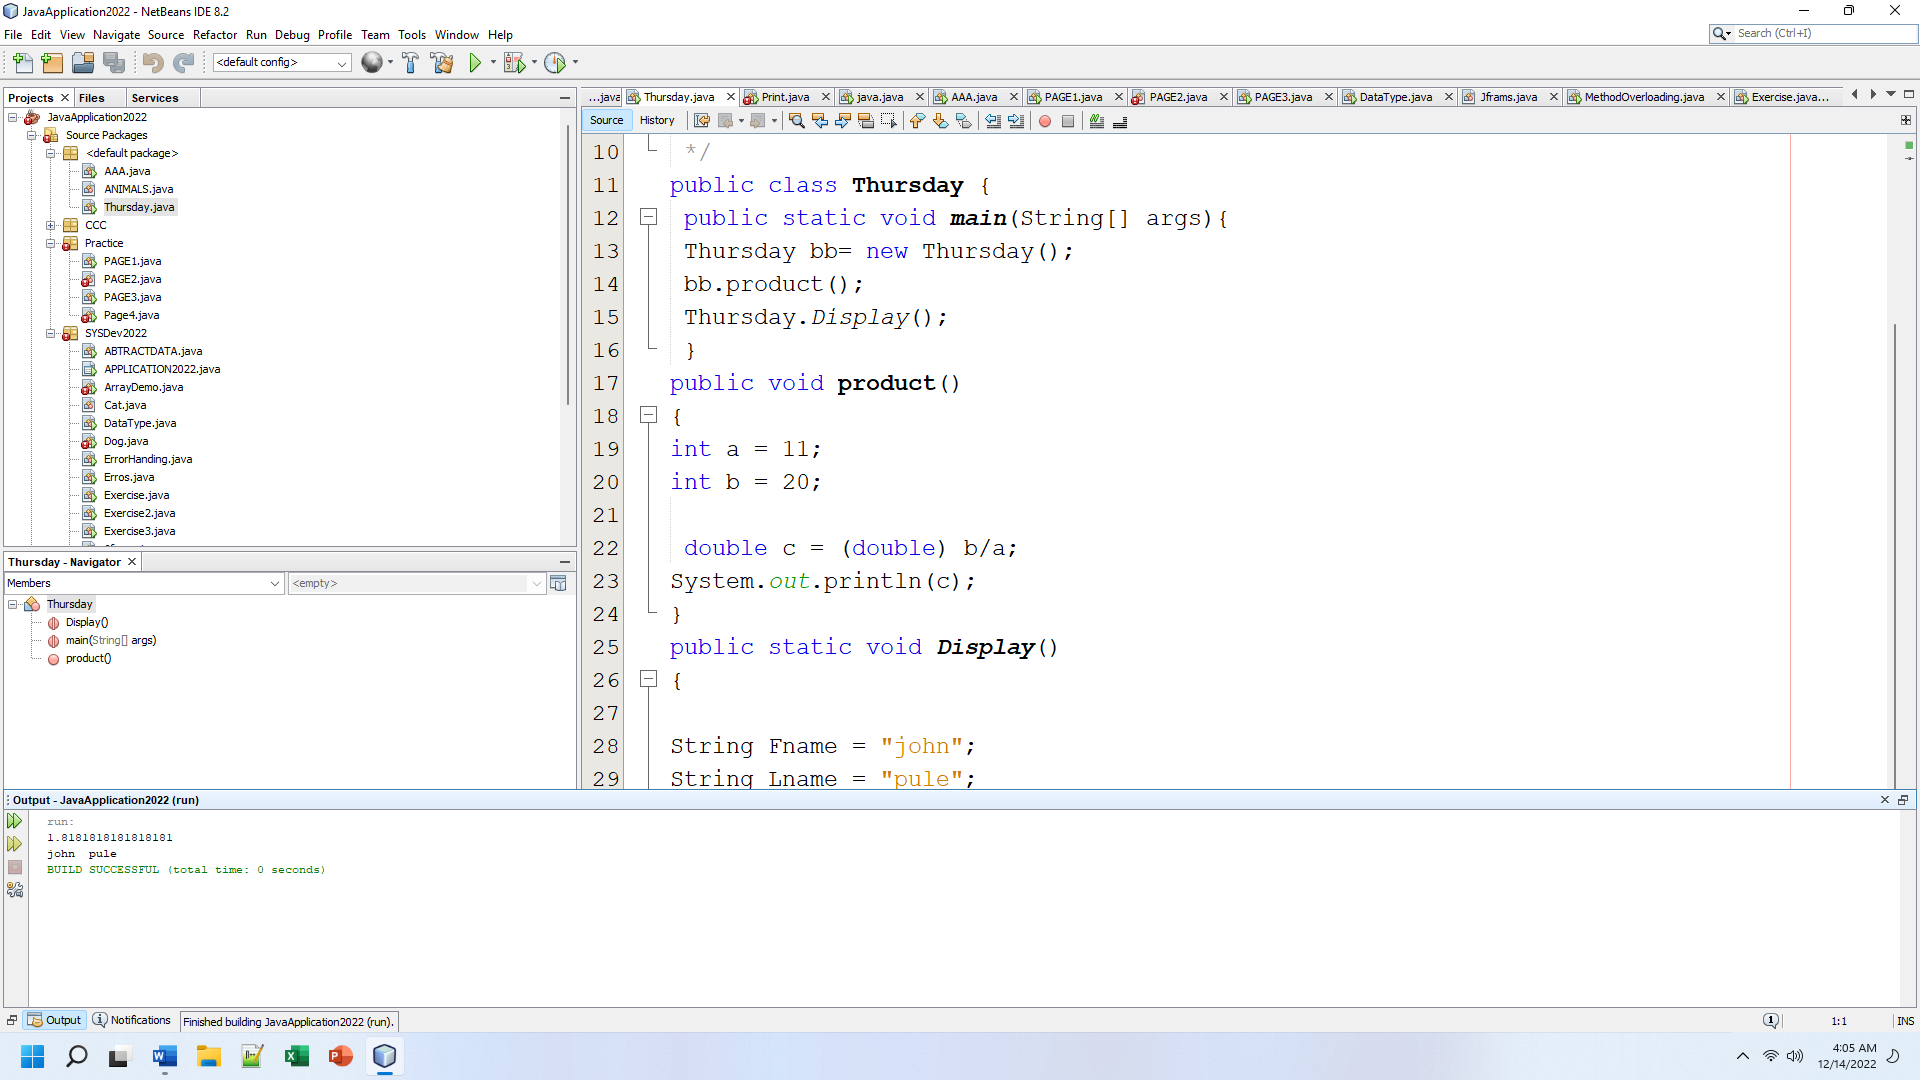 JavaApplication2022 - NetBeans IDE 8.2
File Edit View Navigate Source Refactor Run Debug Profile Team Tools Window Help
Search (Ctrl+I)
<default config>
Projects Files Services
JavaApplication2022
Source Packages
<default package>
AAA.java
ANIMALS.java
Thursday.java
CCC
Practice
PAGE1.java
PAGE2.java
PAGE3.java
Page4.java
SYSDev2022
ABTRACTDATA.java
APPLICATION2022.java
ArrayDemo.java
Cat.java
DataType.java
Dog.java
ErrorHanding.java
Erros.java
Exercise.java
Exercise2.java
Exercise3.java
Thursday - Navigator
Members <empty>
Thursday
Display()
main(String[] args)
product()
...java Thursday.java Print.java java.java AAA.java PAGE1.java PAGE2.java PAGE3.java DataType.java Jframs.java MethodOverloading.java Exercise.java...
Source History
10 */
11 public class Thursday {
12 public static void main(String[] args){
13 Thursday bb= new Thursday();
14 bb.product();
15 Thursday.Display();
16 }
17 public void product()
18 {
19 int a = 11;
20 int b = 20;
21
22 double c = (double) b/a;
23 System.out.println(c);
24 }
25 public static void Display()
26 {
27
28 String Fname = "john";
29 String Lname = "pule";
Output - JavaApplication2022 (run)
run:
1.8181818181818181
john  pule
BUILD SUCCESSFUL (total time: 0 seconds)
Output Notifications Finished building JavaApplication2022 (run).
1:1 INS
4:05 AM
12/14/2022